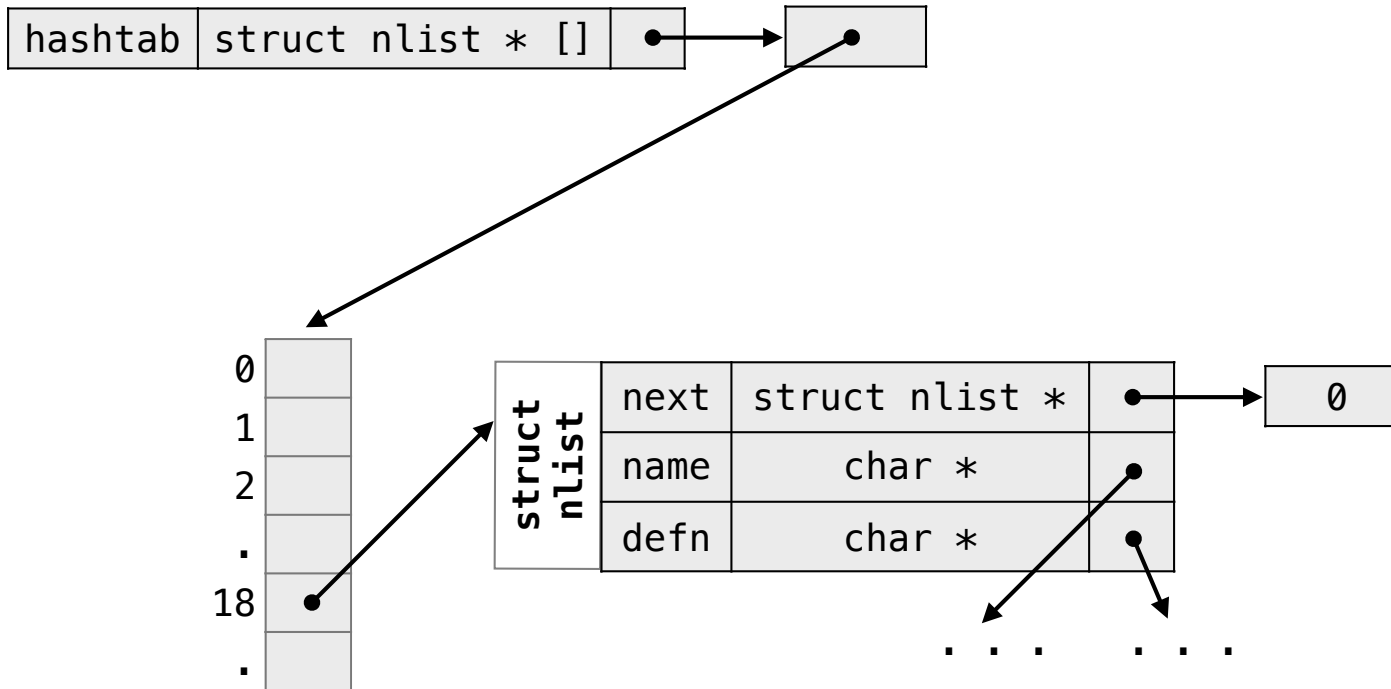 hashtab struct nlist * []
0
1
2
.
18
.
struct
nlist
next struct nlist * 0
name char *
defn char *
. . . . . .